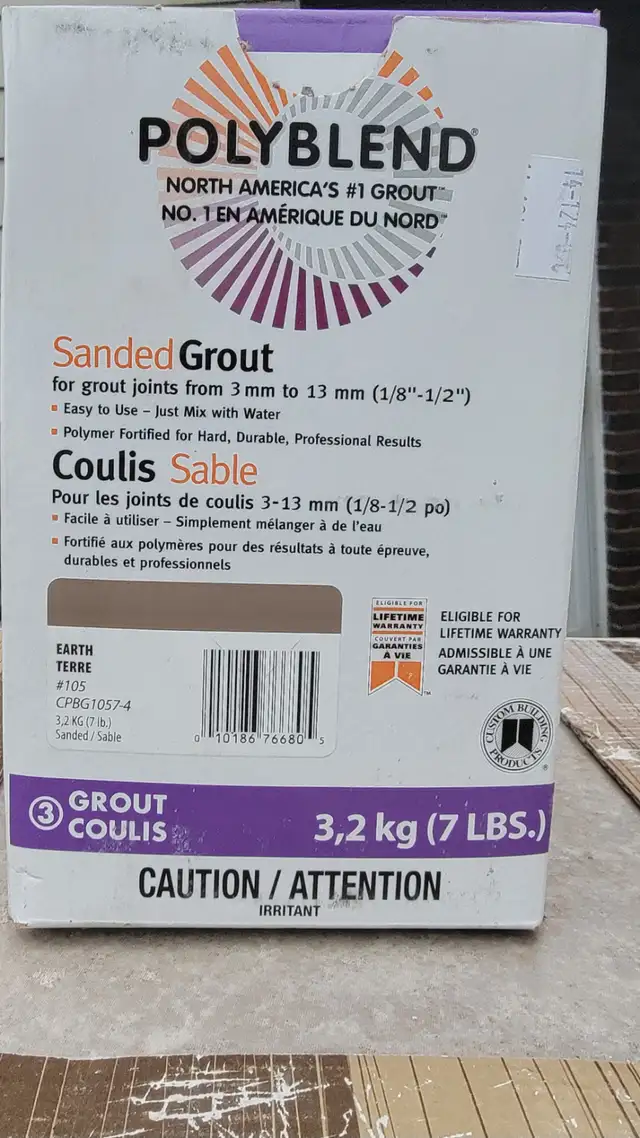 POLYBLEND®
NORTH AMERICA'S #1 GROUT™
NO. 1 EN AMÉRIQUE DU NORD™
Sanded Grout
for grout joints from 3 mm to 13 mm (1/8"-1/2")
▪ Easy to Use – Just Mix with Water
▪ Polymer Fortified for Hard, Durable, Professional Results
Coulis Sable
Pour les joints de coulis 3-13 mm (1/8-1/2 po)
▪ Facile à utiliser – Simplement mélanger à de l'eau
▪ Fortifié aux polymères pour des résultats à toute épreuve,
durables et professionnels
EARTH
TERRE
#105
CPBG1057-4
3,2 KG (7 lb.)
Sanded / Sable
0 10186 76680 5
ELIGIBLE FOR
LIFETIME
WARRANTY
COUVERT PAR
GARANTIES
À VIE
™
ELIGIBLE FOR
LIFETIME WARRANTY
ADMISSIBLE À UNE
GARANTIE À VIE
CUSTOM BUILDING
PRODUCTS®
3 GROUT
COULIS
3,2 kg (7 LBS.)
CAUTION / ATTENTION
IRRITANT